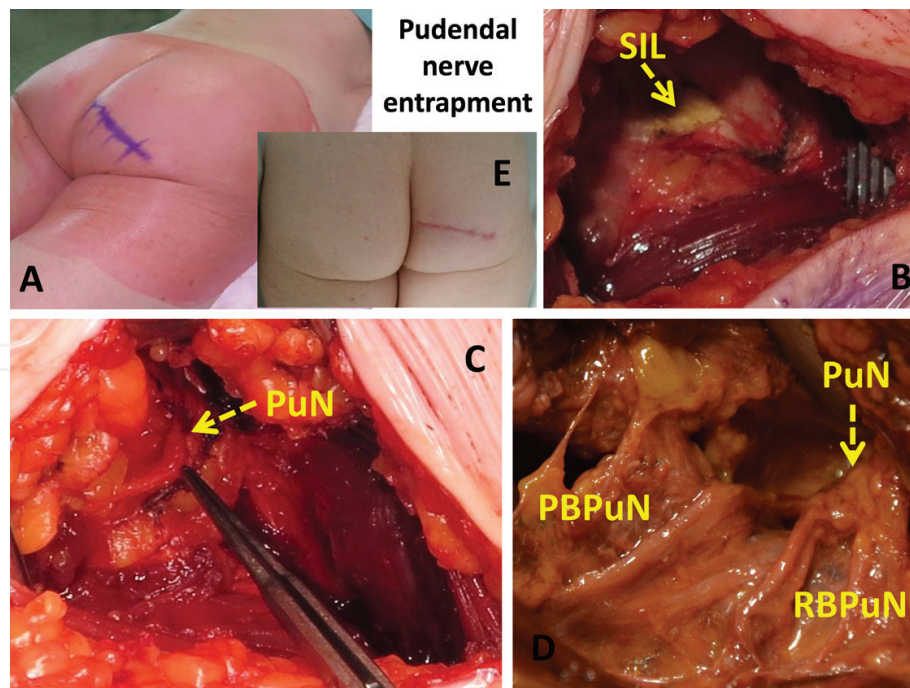 Pudendal
nerve
entrapment
A
E
SIL
B
C
PuN
PuN
PBPuN
RBPuN
D